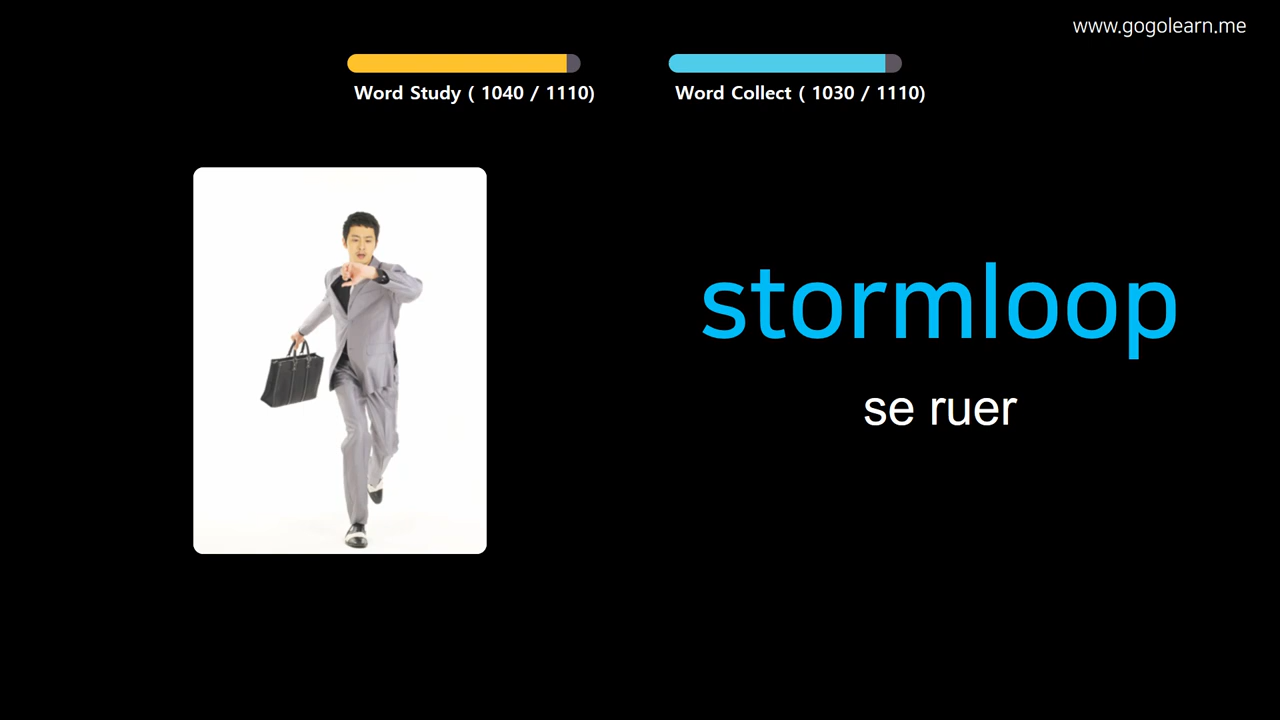 www.gogolearn.me
Word Study ( 1040 / 1110)
Word Collect ( 1030 / 1110)
stormloop
se ruer